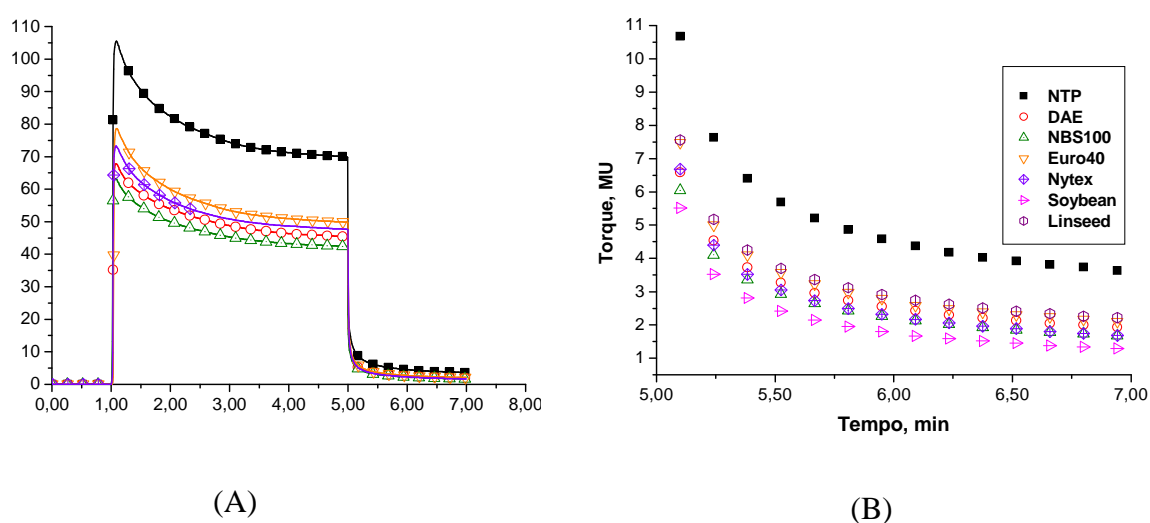 110
100
90
80
70
60
50
40
30
20
10
0
0,00 1,00 2,00 3,00 4,00 5,00 6,00 7,00 8,00
(A)
11
10
9
8
7
6
5
4
3
2
1
Torque, MU
NTP
DAE
NBS100
Euro40
Nytex
Soybean
Linseed
5,00 5,50 6,00 6,50 7,00
Tempo, min
(B)